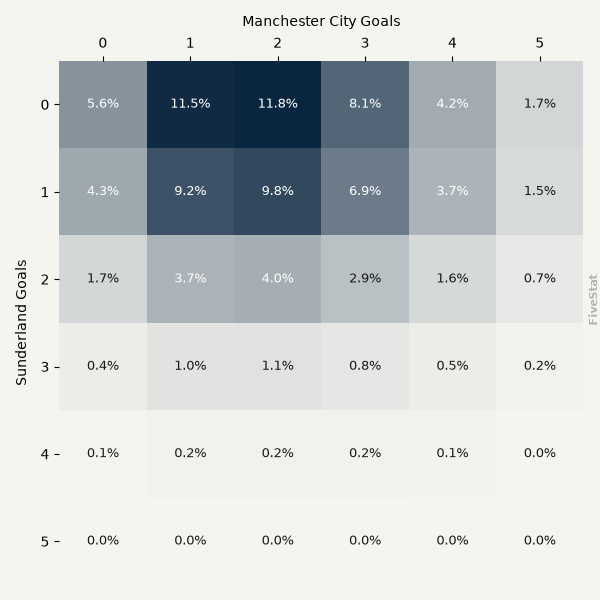 Manchester City Goals
0 1 2 3 4 5
0 5.6% 11.5% 11.8% 8.1% 4.2% 1.7%
1 4.3% 9.2% 9.8% 6.9% 3.7% 1.5%
2 1.7% 3.7% 4.0% 2.9% 1.6% 0.7%
3 0.4% 1.0% 1.1% 0.8% 0.5% 0.2%
4 0.1% 0.2% 0.2% 0.2% 0.1% 0.0%
5 0.0% 0.0% 0.0% 0.0% 0.0% 0.0%
Sunderland Goals
FiveStat